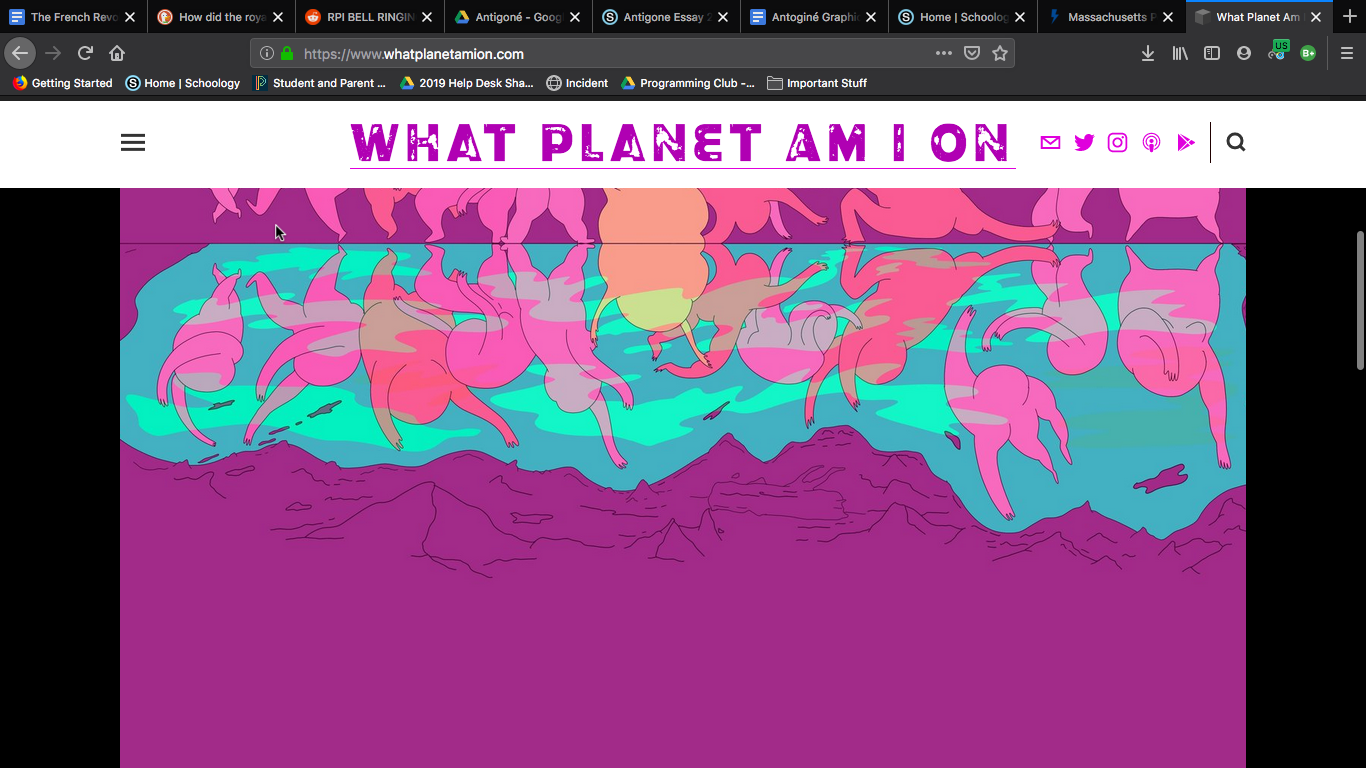 The French Revo
How did the roya
RPI BELL RINGIN
Antigoné - Goog
Antigone Essay 2
Antoginé Graphi
Home | Schoolog
Massachusetts P
What Planet Am I
https://www.whatplanetamion.com
US
B+
Getting Started
Home | Schoology
Student and Parent ...
2019 Help Desk Sha...
Incident
Programming Club -...
Important Stuff
WHAT PLANET AM I ON